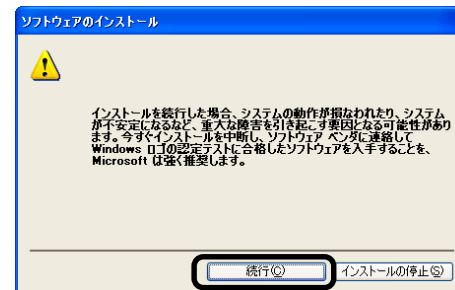 ソフトウェアのインストール
インストールを続行した場合、システムの動作が損なわれたり、システム
が不安定になるなど、重大な障害を引き起こす要因となる可能性があり
ます。今すぐインストールを中断し、ソフトウェア ベンダに連絡して
Windows ロゴの認定テストに合格したソフトウェアを入手することを、
Microsoft は強く推奨します。
続行(C) インストールの停止(S)